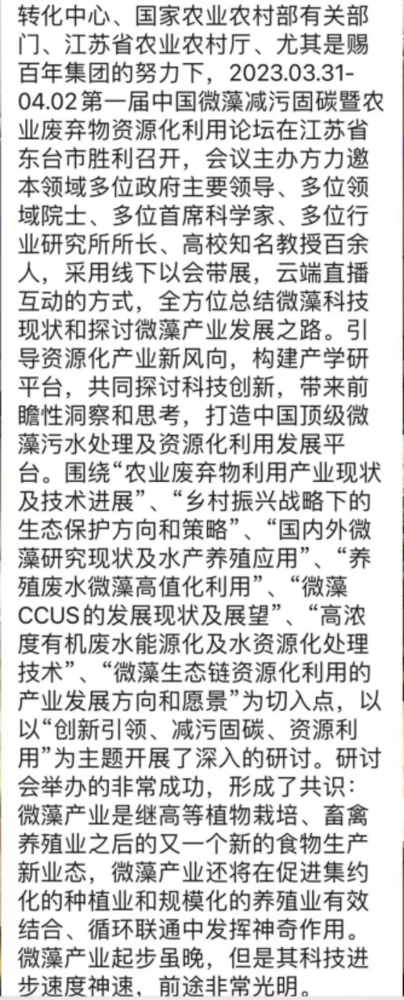 转化中心、国家农业农村部有关部
门、江苏省农业农村厅、尤其是赐
百年集团的努力下，2023.03.31-
04.02第一届中国微藻减污固碳暨农
业废弃物资源化利用论坛在江苏省
东台市胜利召开，会议主办方力邀
本领域多位政府主要领导、多位领
域院士、多位首席科学家、多位行
业研究所所长、高校知名教授百余
人，采用线下以会带展，云端直播
互动的方式，全方位总结微藻科技
现状和探讨微藻产业发展之路。引
导资源化产业新风向，构建产学研
平台，共同探讨科技创新，带来前
瞻性洞察和思考，打造中国顶级微
藻污水处理及资源化利用发展平
台。围绕“农业废弃物利用产业现状
及技术进展”、“乡村振兴战略下的
生态保护方向和策略”、“国内外微
藻研究现状及水产养殖应用”、“养
殖废水微藻高值化利用”、“微藻
CCUS的发展现状及展望”、“高浓
度有机废水能源化及水资源化处理
技术”、“微藻生态链资源化利用的
产业发展方向和愿景”为切入点，以
以“创新引领、减污固碳、资源利
用”为主题开展了深入的研讨。研讨
会举办的非常成功，形成了共识：
微藻产业是继高等植物栽培、畜禽
养殖业之后的又一个新的食物生产
新业态，微藻产业还将在促进集约
化的种植业和规模化的养殖业有效
结合、循环联通中发挥神奇作用。
微藻产业起步虽晚，但是其科技进
步速度神速，前途非常光明。